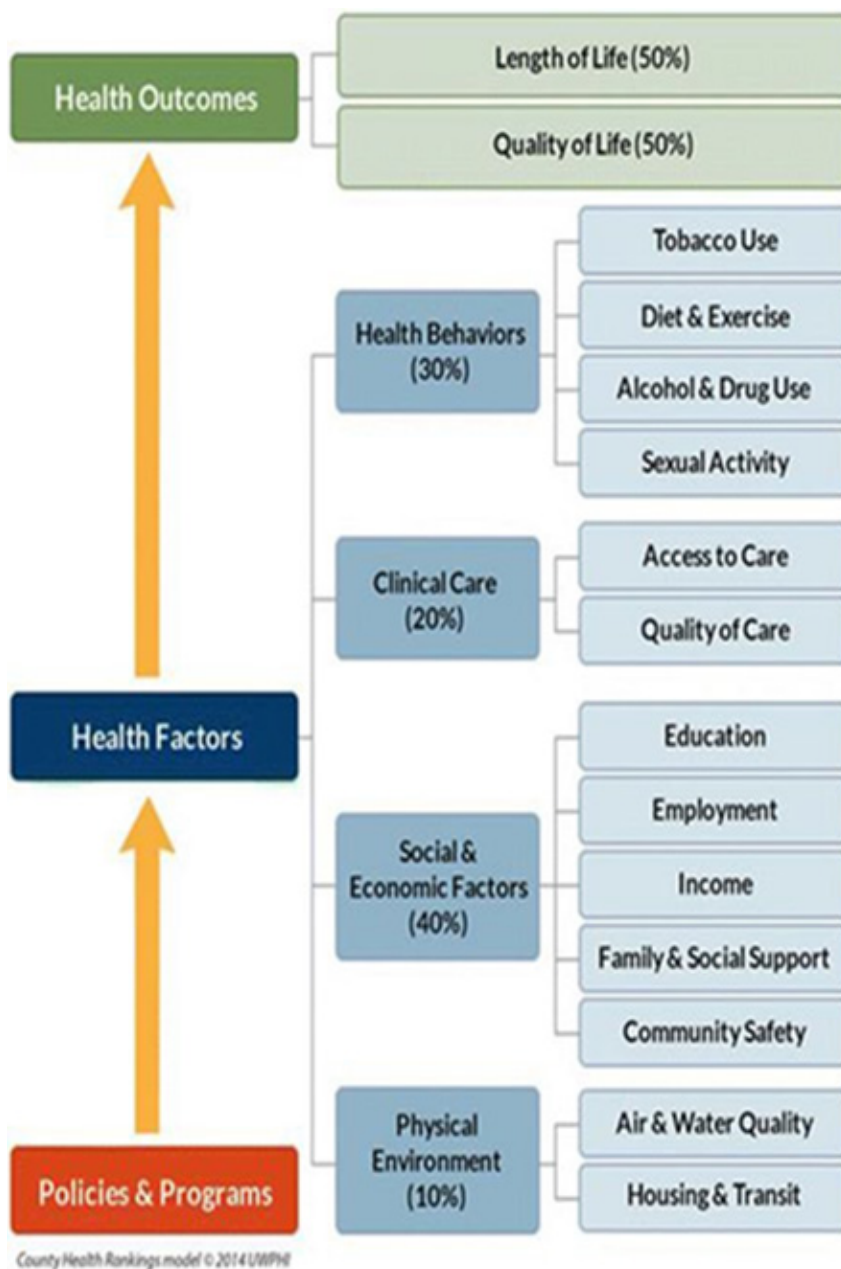 Health Outcomes
Length of Life (50%)
Quality of Life (50%)
Health Behaviors
(30%)
Tobacco Use
Diet & Exercise
Alcohol & Drug Use
Sexual Activity
Clinical Care
(20%)
Access to Care
Quality of Care
Health Factors
Social &
Economic Factors
(40%)
Education
Employment
Income
Family & Social Support
Community Safety
Physical
Environment
(10%)
Air & Water Quality
Housing & Transit
Policies & Programs
County Health Rankings model © 2014 UWPHI